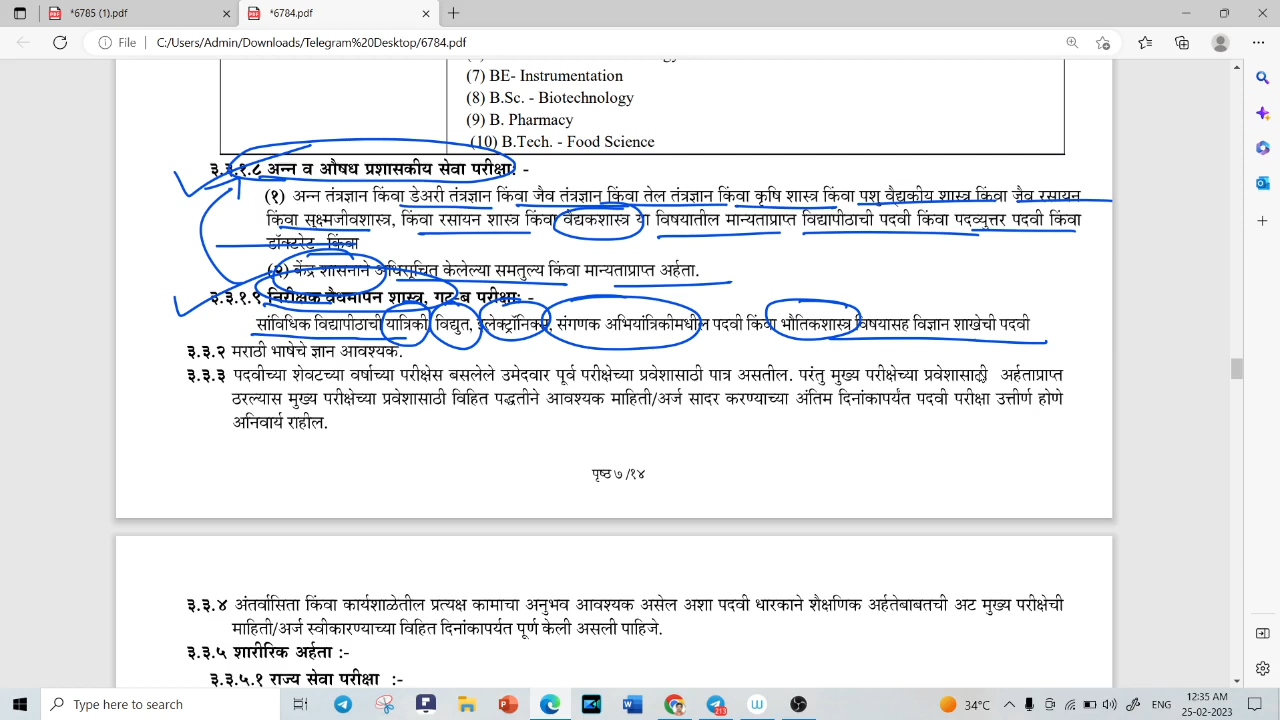 *6785 (1).pdf
*6784.pdf
File C:/Users/Admin/Downloads/Telegram%20Desktop/6784.pdf
(7) BE- Instrumentation
(8) B.Sc. - Biotechnology
(9) B. Pharmacy
(10) B.Tech. - Food Science
३.३.१.८ अन्न व औषध प्रशासकीय सेवा परीक्षा: -
(१) अन्न तंत्रज्ञान किंवा डेअरी तंत्रज्ञान किंवा जैव तंत्रज्ञान किंवा तेल तंत्रज्ञान किंवा कृषि शास्त्र किंवा पशु वैद्यकीय शास्त्र किंवा जैव रसायन
किंवा सूक्ष्मजीवशास्त्र, किंवा रसायन शास्त्र किंवा वैद्यकशास्त्र या विषयातील मान्यताप्राप्त विद्यापीठाची पदवी किंवा पदव्युत्तर पदवी किंवा
डॉक्टरेट किंवा
(२) केंद्र शासनाने अधिसूचित केलेल्या समतुल्य किंवा मान्यताप्राप्त अर्हता.
३.३.१.९ निरीक्षक वैधमापन शास्त्र, गट-ब परीक्षा: -
सांविधिक विद्यापीठाची यांत्रिकी, विद्युत, इलेक्ट्रॉनिक्स, संगणक अभियांत्रिकीमधील पदवी किंवा भौतिकशास्त्र विषयासह विज्ञान शाखेची पदवी
३.३.२ मराठी भाषेचे ज्ञान आवश्यक.
३.३.३ पदवीच्या शेवटच्या वर्षाच्या परीक्षेस बसलेले उमेदवार पूर्व परीक्षेच्या प्रवेशासाठी पात्र असतील. परंतु मुख्य परीक्षेच्या प्रवेशासाठी अर्हताप्राप्त
ठरल्यास मुख्य परीक्षेच्या प्रवेशासाठी विहित पद्धतीने आवश्यक माहिती/अर्ज सादर करण्याच्या अंतिम दिनांकापर्यंत पदवी परीक्षा उत्तीर्ण होणे
अनिवार्य राहील.
पृष्ठ ७/१४
३.३.४ अंतर्वासिता किंवा कार्यशाळेतील प्रत्यक्ष कामाचा अनुभव आवश्यक असेल अशा पदवी धारकाने शैक्षणिक अर्हतेबाबतची अट मुख्य परीक्षेची
माहिती/अर्ज स्वीकारण्याच्या विहित दिनांकापर्यंत पूर्ण केली असली पाहिजे.
३.३.५ शारीरिक अर्हता :-
३.३.५.१ राज्य सेवा परीक्षा :-
Type here to search
213
34°C
ENG
12:35 AM
25-02-2023